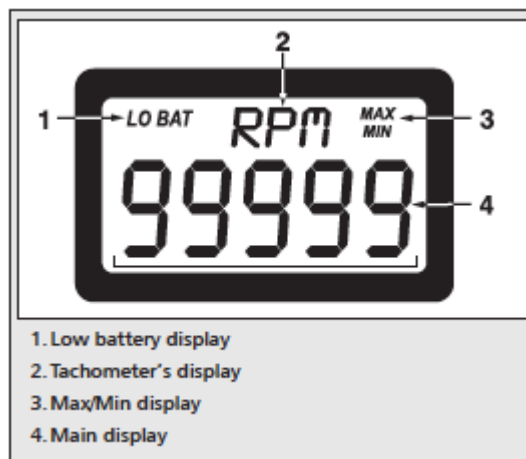 2
1
LO BAT
RPM
MAX
MIN
3
99999
4
1. Low battery display
2. Tachometer's display
3. Max/Min display
4. Main display